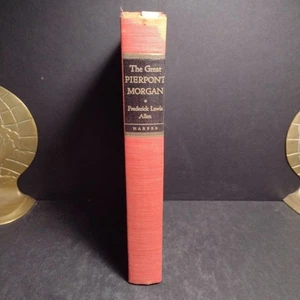 The Great
PIERPONT
MORGAN
Frederick Lewis
Allen
HARPER